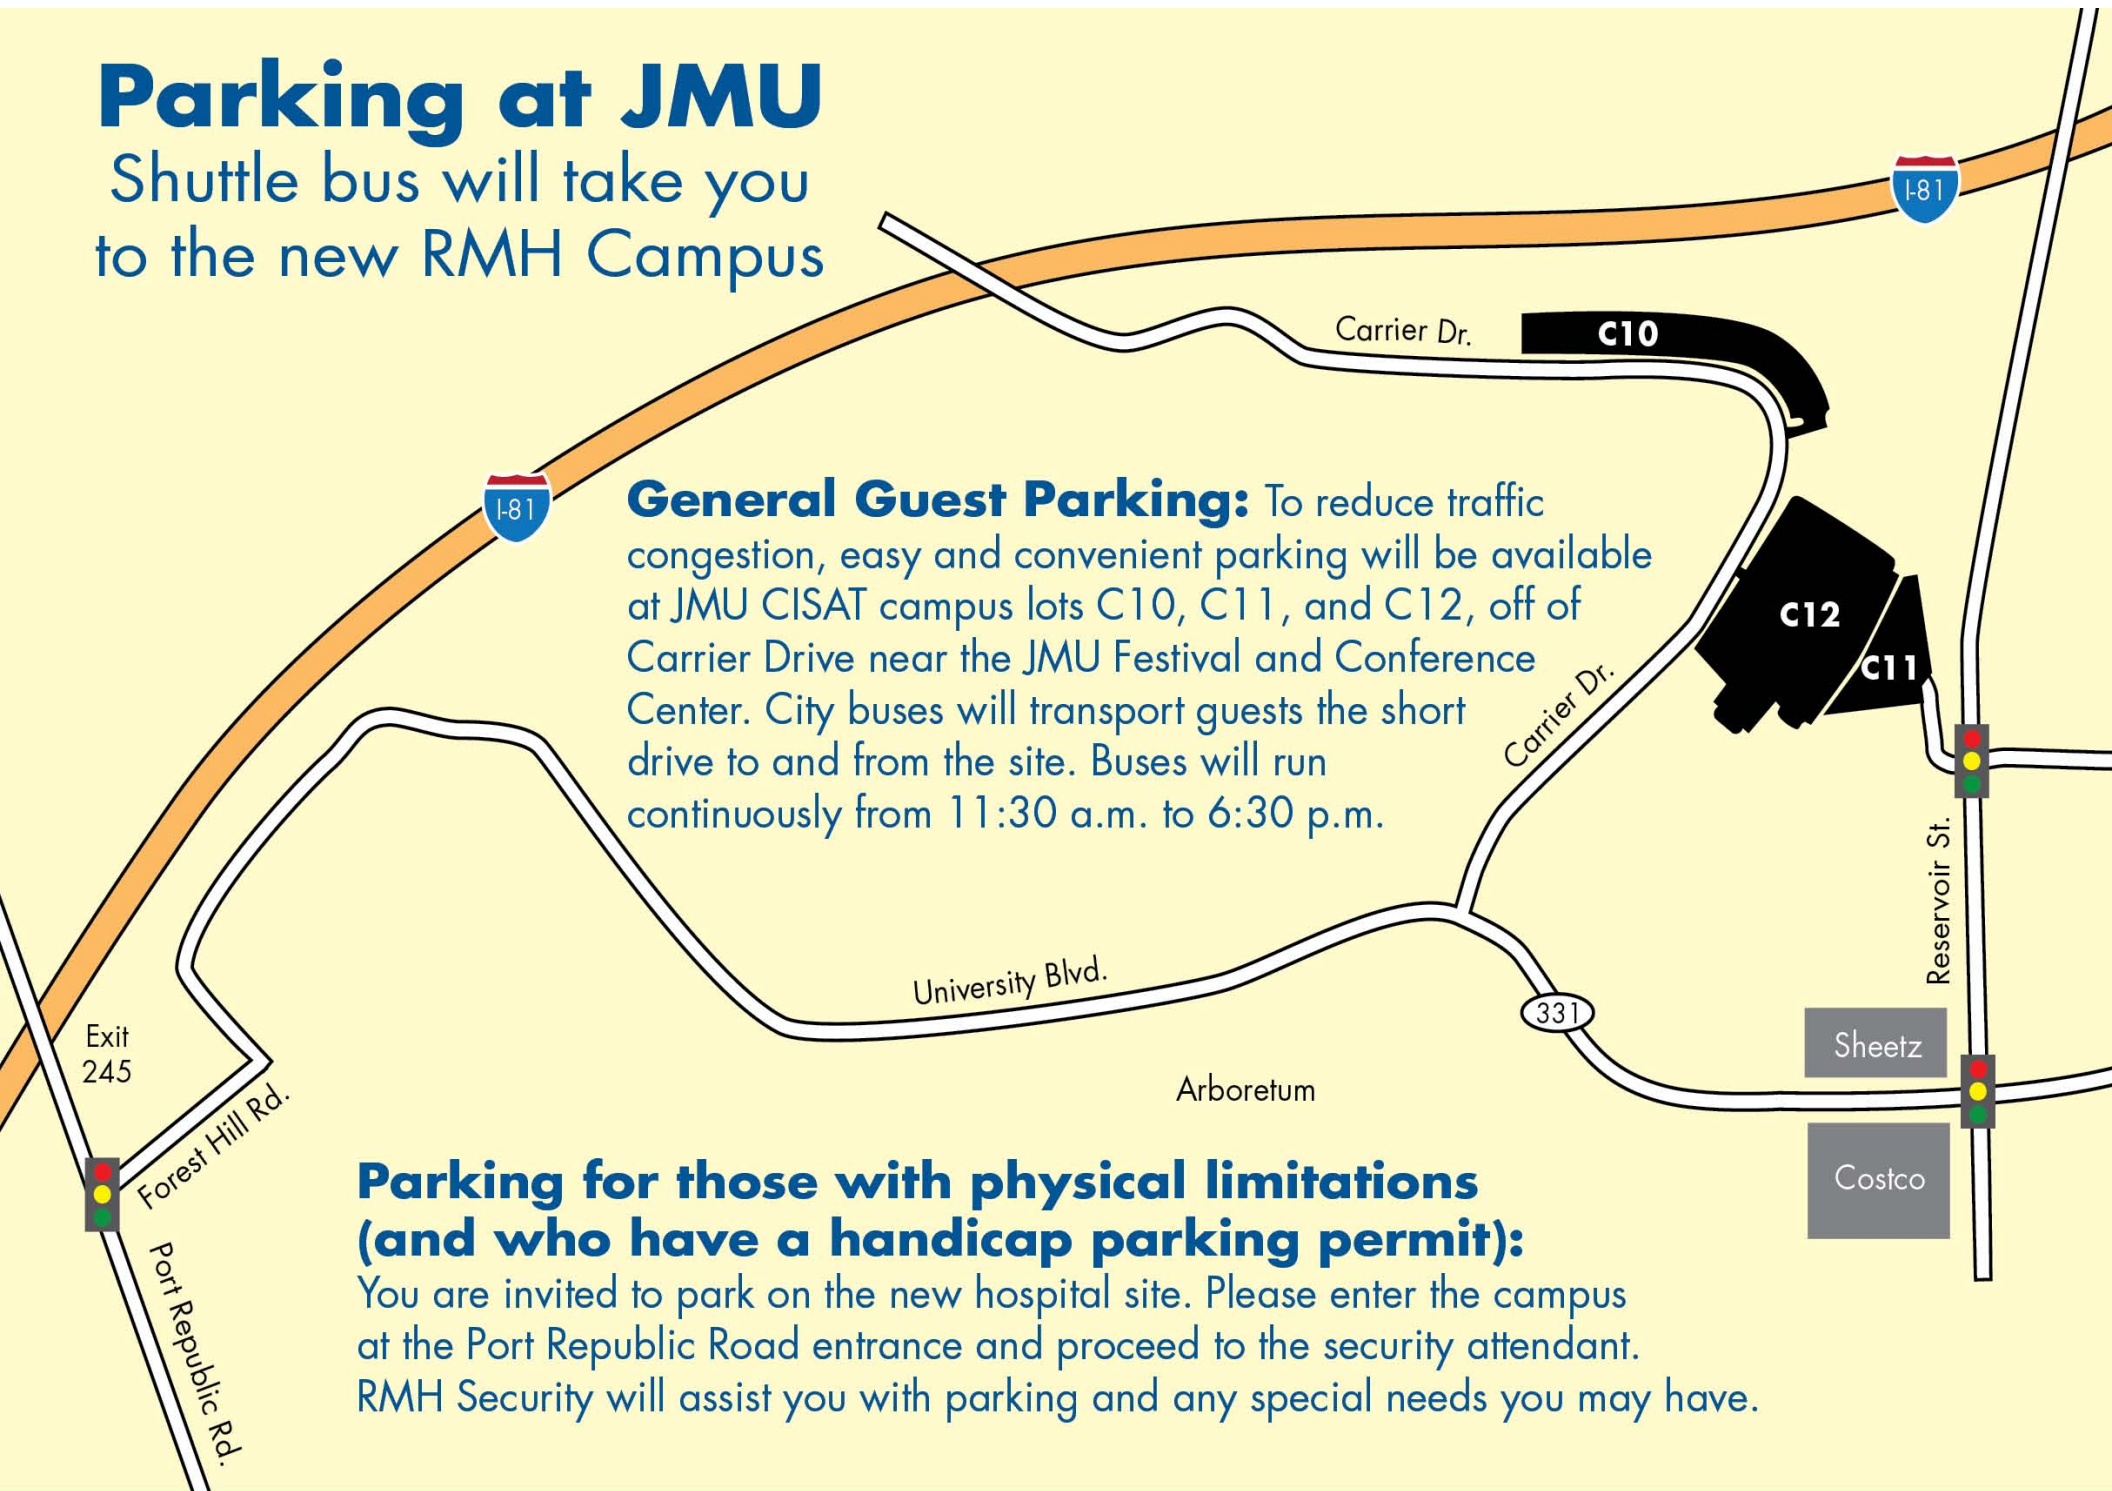 Parking at JMU
Shuttle bus will take you
to the new RMH Campus
I-81
Carrier Dr.
C10
I-81
General Guest Parking: To reduce traffic
congestion, easy and convenient parking will be available
at JMU CISAT campus lots C10, C11, and C12, off of
Carrier Drive near the JMU Festival and Conference
Center. City buses will transport guests the short
drive to and from the site. Buses will run
continuously from 11:30 a.m. to 6:30 p.m.
C12
C11
Carrier Dr.
Reservoir St.
University Blvd.
331
Exit
245
Sheetz
Arboretum
Forest Hill Rd.
Costco
Port Republic Rd.
Parking for those with physical limitations
(and who have a handicap parking permit):
You are invited to park on the new hospital site. Please enter the campus
at the Port Republic Road entrance and proceed to the security attendant.
RMH Security will assist you with parking and any special needs you may have.